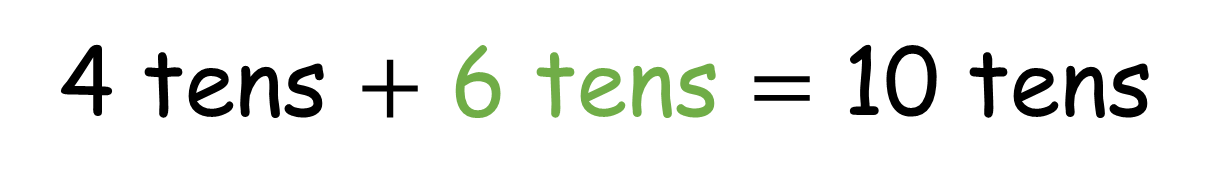 4 tens + 6 tens = 10 tens